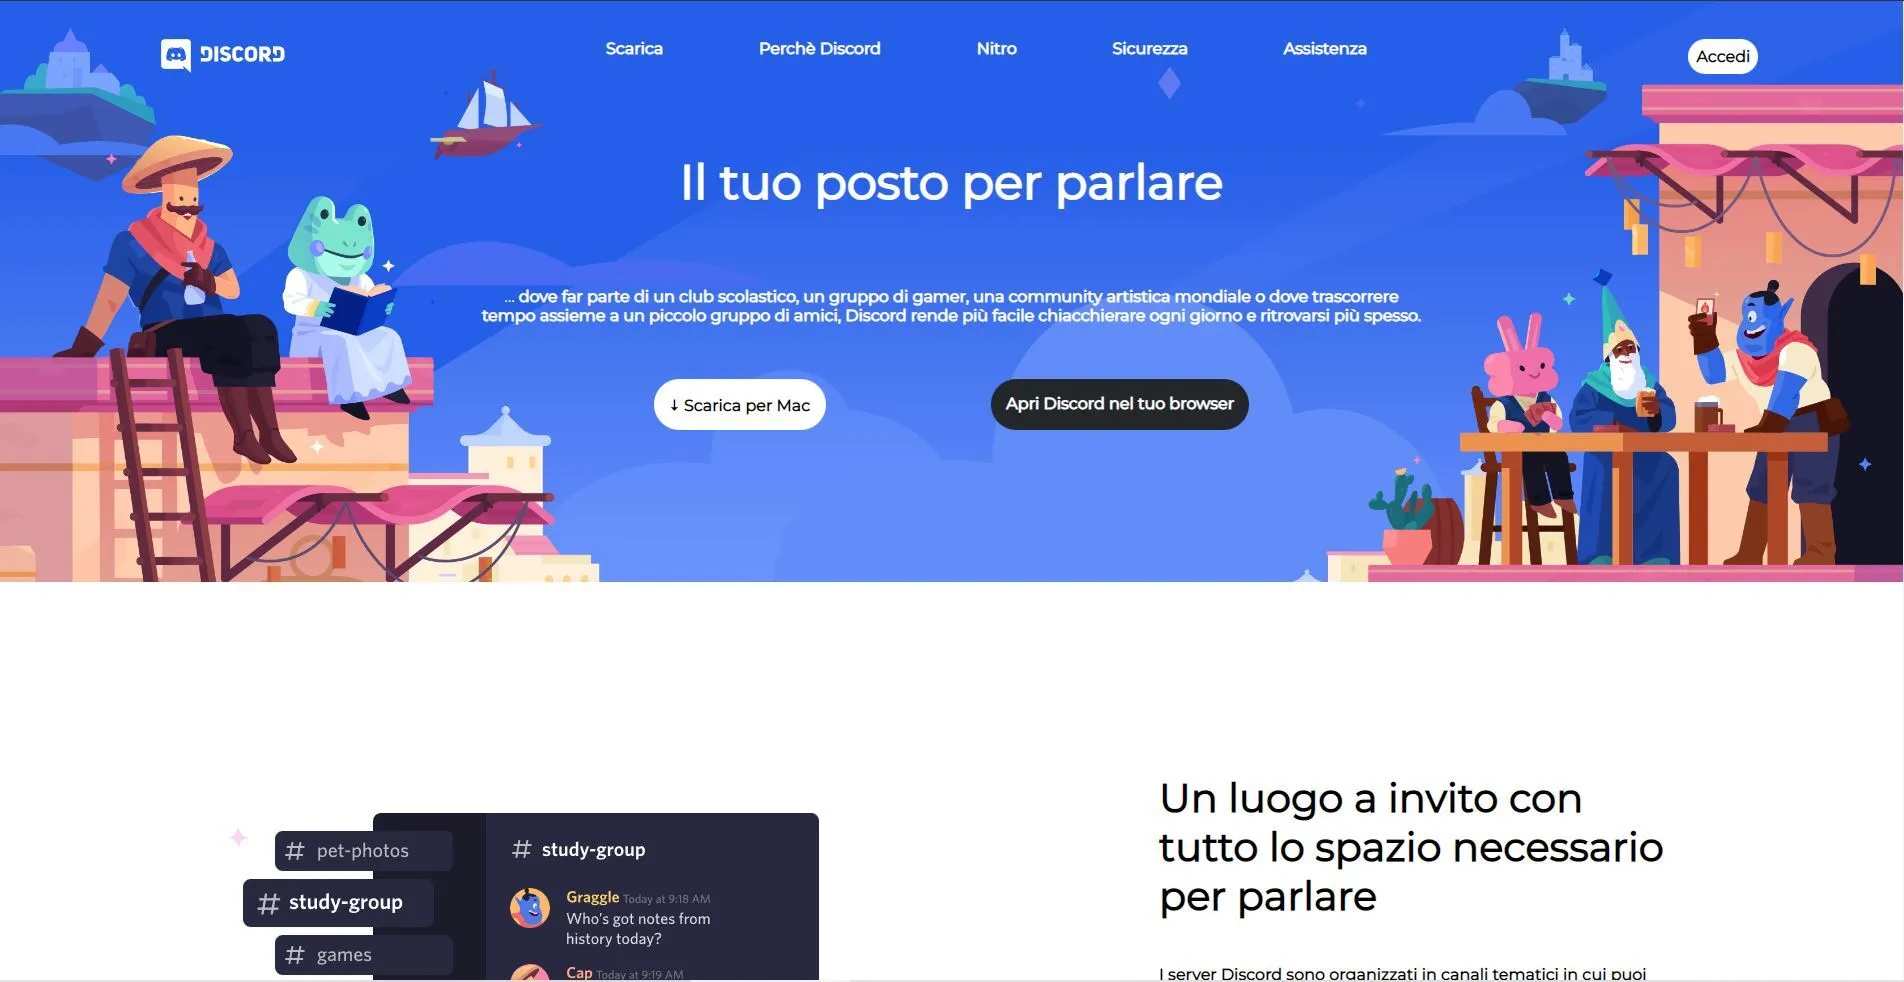 DISCORD
Scarica
Perchè Discord
Nitro
Sicurezza
Assistenza
Accedi
Il tuo posto per parlare
... dove far parte di un club scolastico, un gruppo di gamer, una community artistica mondiale o dove trascorrere
tempo assieme a un piccolo gruppo di amici, Discord rende più facile chiacchierare ogni giorno e ritrovarsi più spesso.
↓ Scarica per Mac
Apri Discord nel tuo browser
# pet-photos
# study-group
# games
# study-group
Graggle Today at 9:18 AM
Who's got notes from
history today?
Cap Today at 9:19 AM
Un luogo a invito con
tutto lo spazio necessario
per parlare
I server Discord sono organizzati in canali tematici in cui puoi